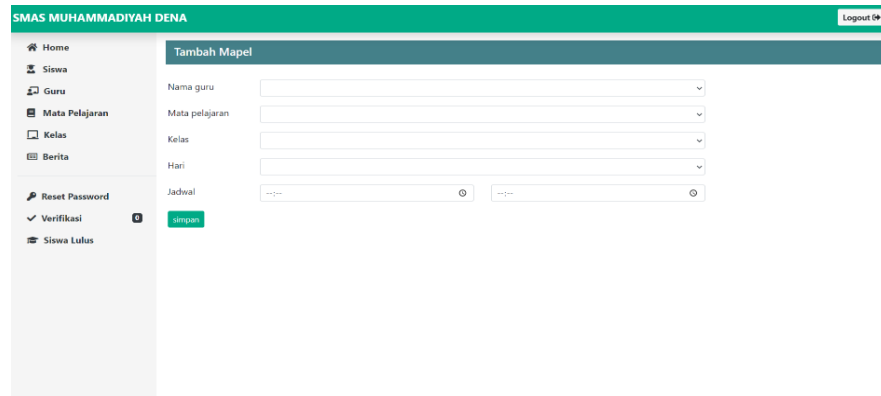 SMAS MUHAMMADIYAH DENA
Logout
Home
Siswa
Guru
Mata Pelajaran
Kelas
Berita
Reset Password
Verifikasi 0
Siswa Lulus
Tambah Mapel
Nama guru
Mata pelajaran
Kelas
Hari
Jadwal --:-- --:--
simpan